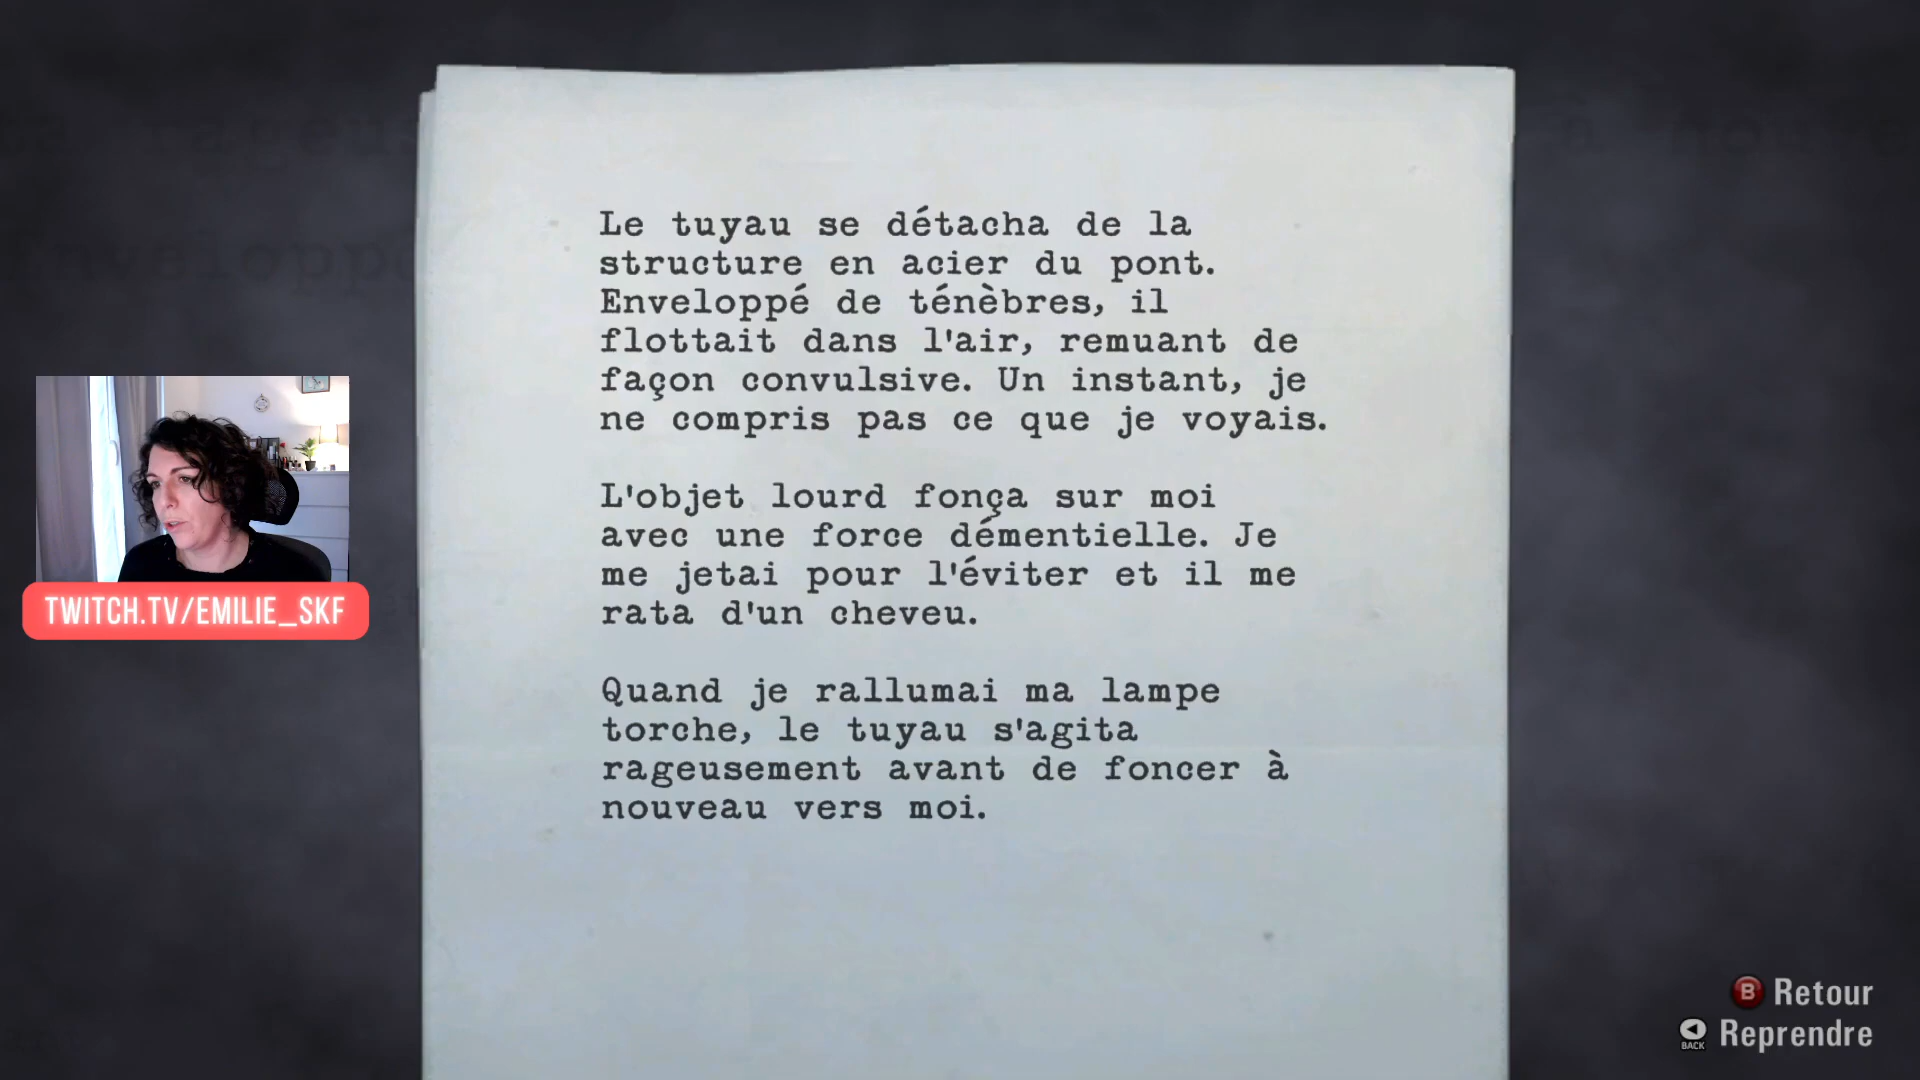 Le tuyau se détacha de la
structure en acier du pont.
Enveloppé de ténèbres, il
flottait dans l'air, remuant de
façon convulsive. Un instant, je
ne compris pas ce que je voyais.
L'objet lourd fonça sur moi
avec une force démentielle. Je
me jetai pour l'éviter et il me
rata d'un cheveu.
Quand je rallumai ma lampe
torche, le tuyau s'agita
rageusement avant de foncer à
nouveau vers moi.
TWITCH.TV/EMILIE_SKF
B Retour
BACK Reprendre